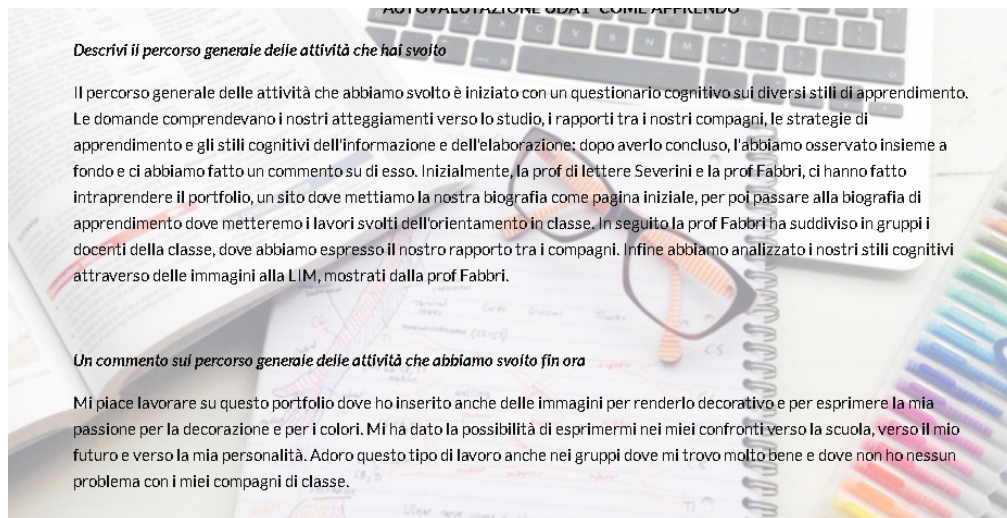 AUTOVALUTAZIONE UDA1 COME APPRENDO
Descrivi il percorso generale delle attività che hai svolto
Il percorso generale delle attività che abbiamo svolto è iniziato con un questionario cognitivo sui diversi stili di apprendimento.
Le domande comprendevano i nostri atteggiamenti verso lo studio, i rapporti tra i nostri compagni, le strategie di
apprendimento e gli stili cognitivi dell'informazione e dell'elaborazione: dopo averlo concluso, l'abbiamo osservato insieme a
fondo e ci abbiamo fatto un commento su di esso. Inizialmente, la prof di lettere Severini e la prof Fabbri, ci hanno fatto
intraprendere il portfolio, un sito dove mettiamo la nostra biografia come pagina iniziale, per poi passare alla biografia di
apprendimento dove metteremo i lavori svolti dell'orientamento in classe. In seguito la prof Fabbri ha suddiviso in gruppi i
docenti della classe, dove abbiamo espresso il nostro rapporto tra i compagni. Infine abbiamo analizzato i nostri stili cognitivi
attraverso delle immagini alla LIM, mostrati dalla prof Fabbri.
Un commento sul percorso generale delle attività che abbiamo svolto fin ora
Mi piace lavorare su questo portfolio dove ho inserito anche delle immagini per renderlo decorativo e per esprimere la mia
passione per la decorazione e per i colori. Mi ha dato la possibilità di esprimermi nei miei confronti verso la scuola, verso il mio
futuro e verso la mia personalità. Adoro questo tipo di lavoro anche nei gruppi dove mi trovo molto bene e dove non ho nessun
problema con i miei compagni di classe.